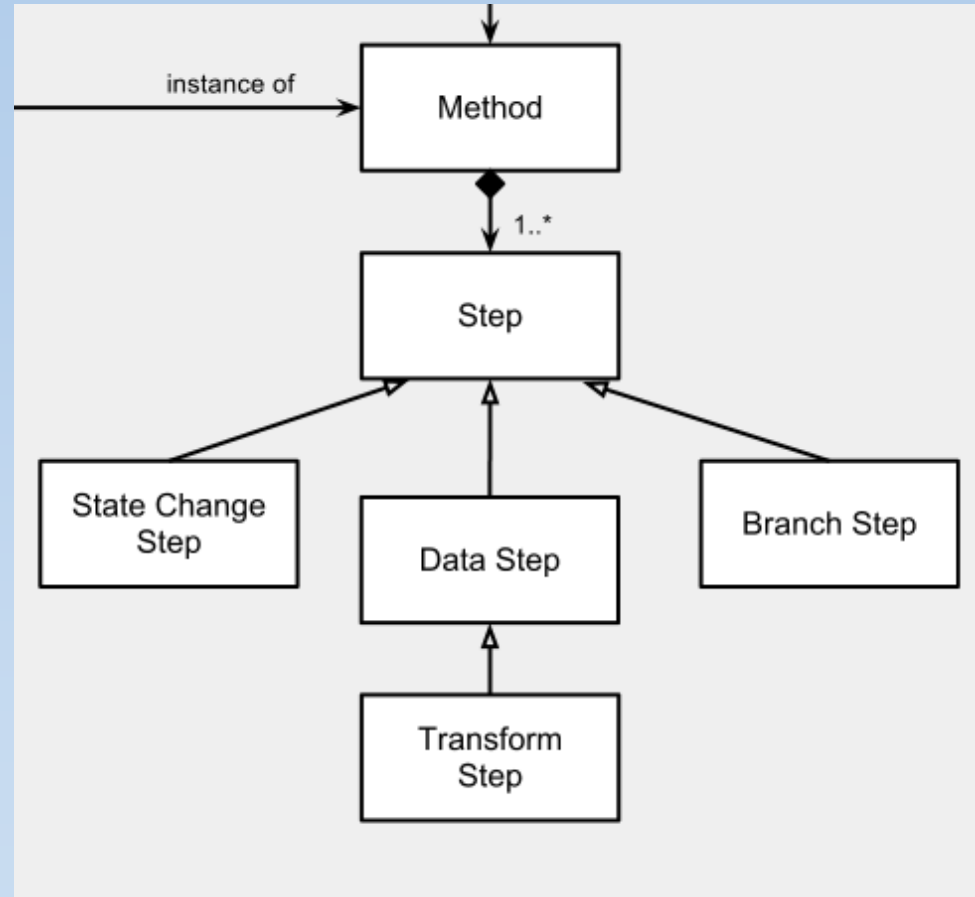 instance of
Method
1..*
Step
State Change
Step
Data Step
Branch Step
Transform
Step